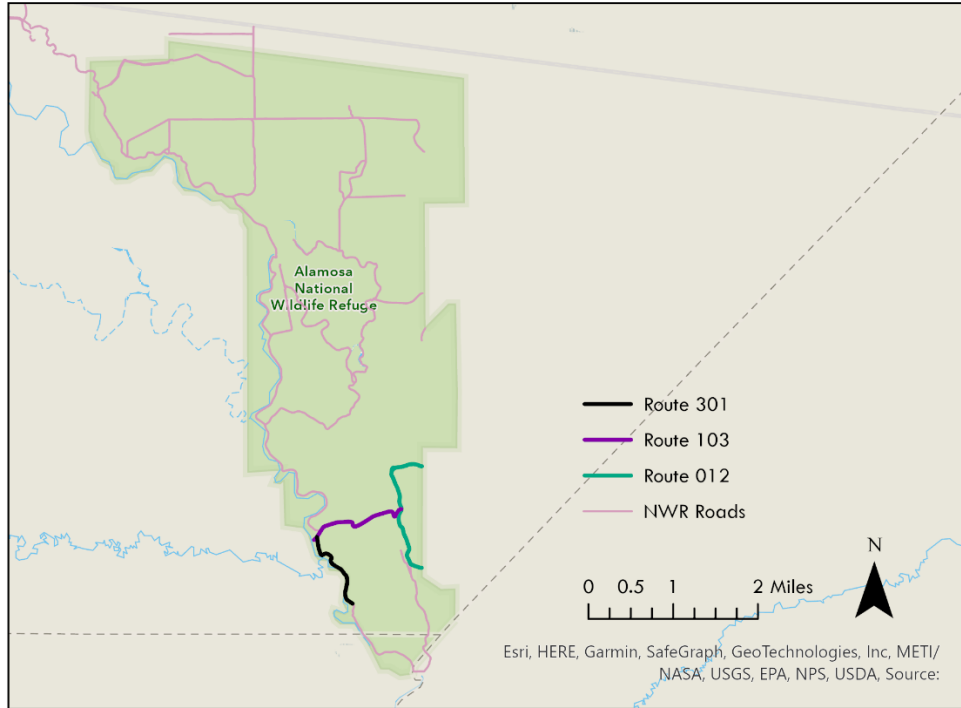 Alamosa
National
Wildlife Refuge
Route 301
Route 103
Route 012
NWR Roads
N
0 0.5 1 2 Miles
Esri, HERE, Garmin, SafeGraph, GeoTechnologies, Inc, METI/
NASA, USGS, EPA, NPS, USDA, Source: